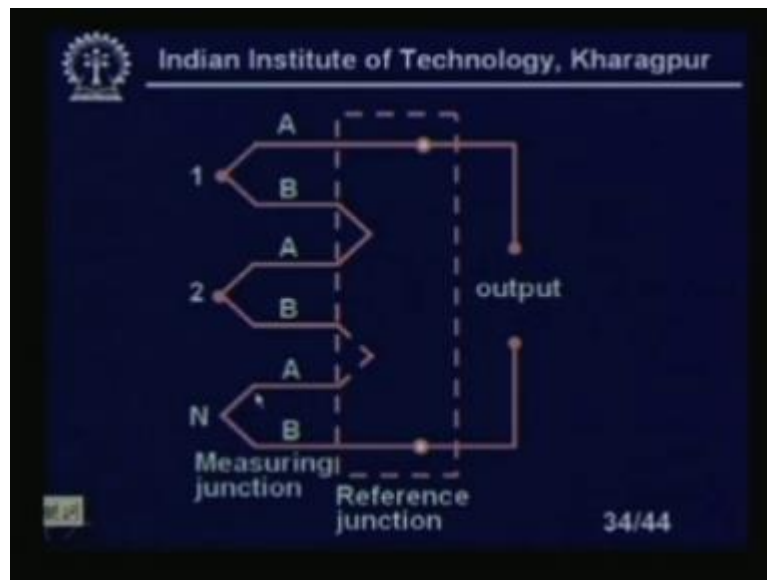 Indian Institute of Technology, Kharagpur
A
1
B
A
2
B
output
A
N
B
Measuring
junction
Reference
junction
34/44